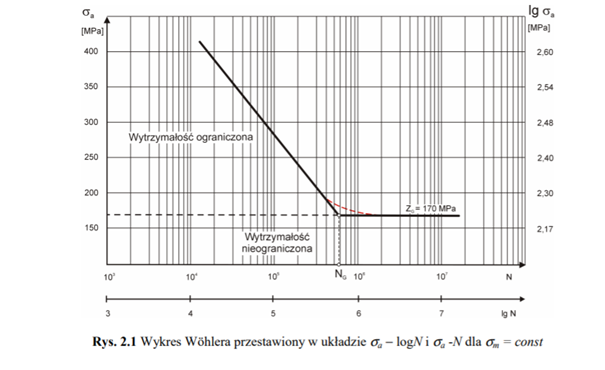 σa
[MPa]
lg σa
[MPa]
400
2,60
350
2,54
300
2,48
Wytrzymałość ograniczona
250
2,40
200
2,30
ZG= 170 MPa
150
2,17
Wytrzymałość
nieograniczona
10³ 10⁴ 10⁵ NG 10⁶ 10⁷ N
3 4 5 6 7 lg N
Rys. 2.1 Wykres Wöhlera przestawiony w układzie σa – logN i σa -N dla σm = const